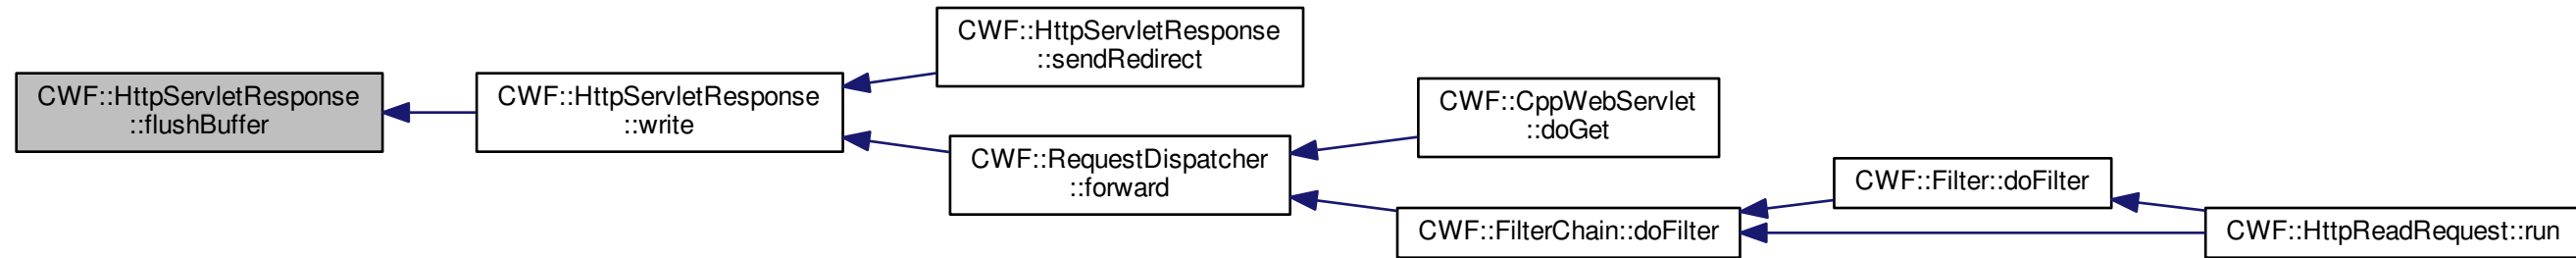 CWF::HttpServletResponse
::flushBuffer
CWF::HttpServletResponse
::write
CWF::HttpServletResponse
::sendRedirect
CWF::RequestDispatcher
::forward
CWF::CppWebServlet
::doGet
CWF::FilterChain::doFilter
CWF::Filter::doFilter
CWF::HttpReadRequest::run